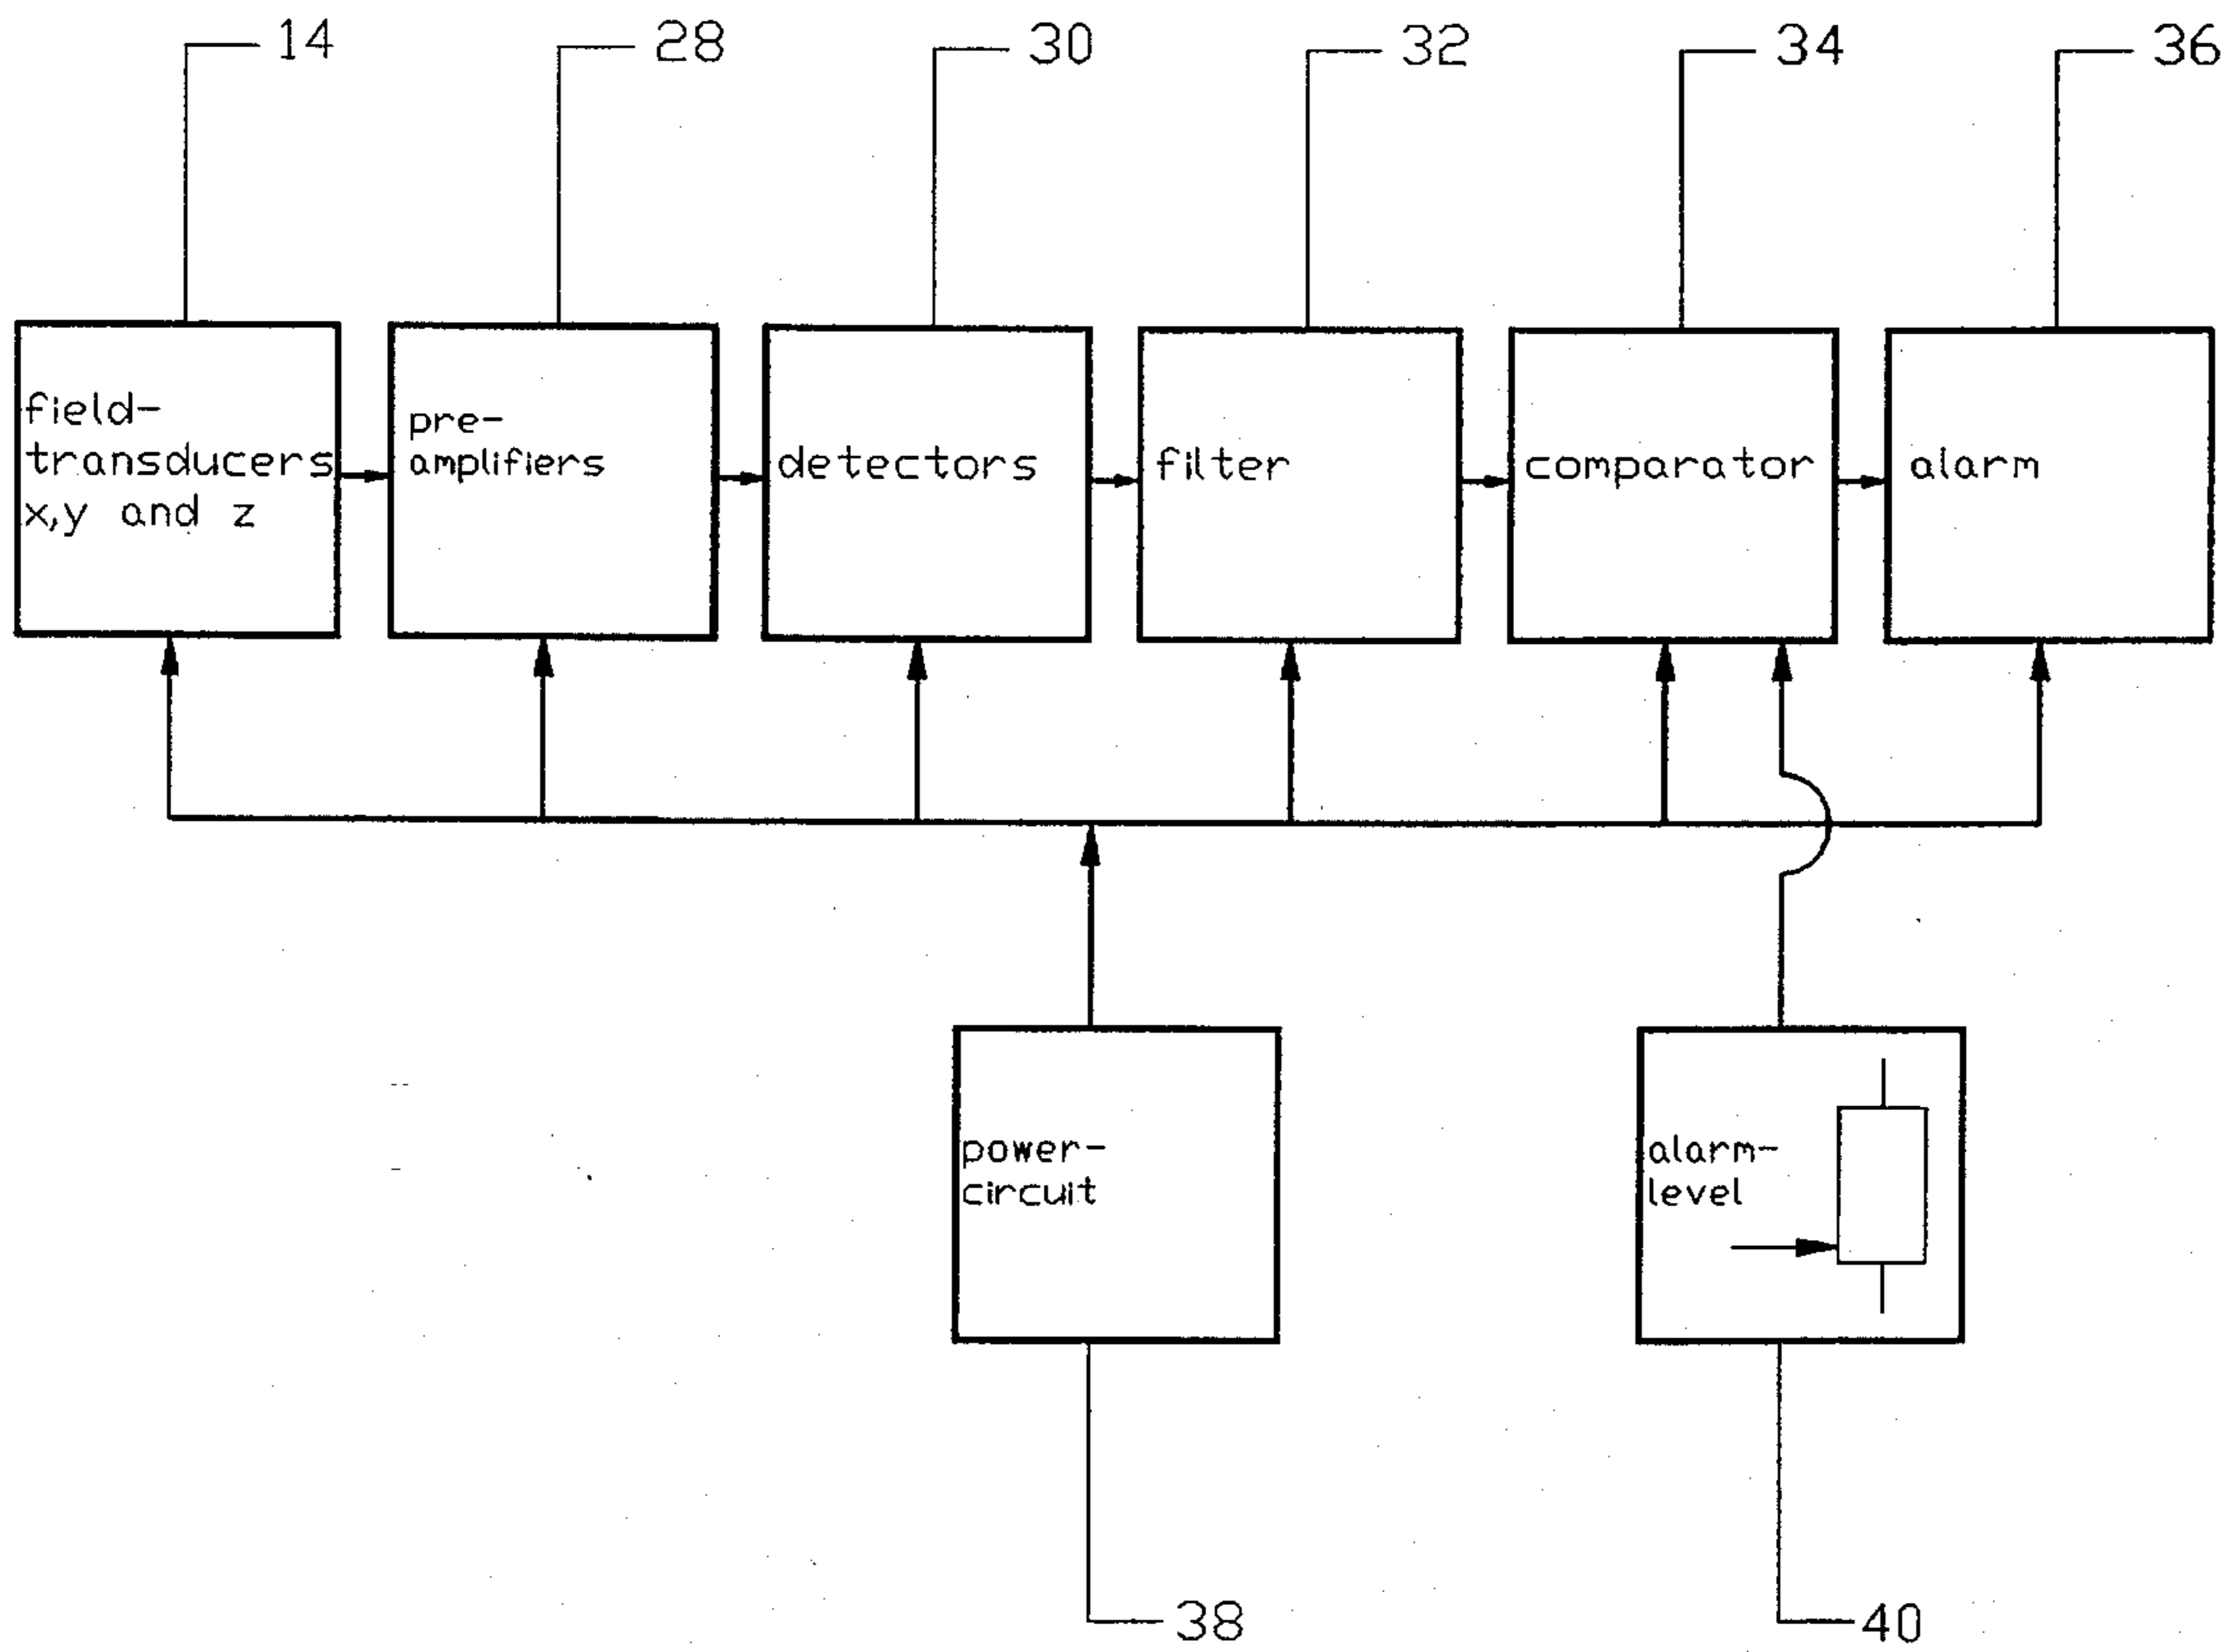 14
28
30
32
34
36
field-
transducers
x,y and z
pre-
amplifiers
detectors
filter
comparator
alarm
power-
circuit
alarm-
level
38
40